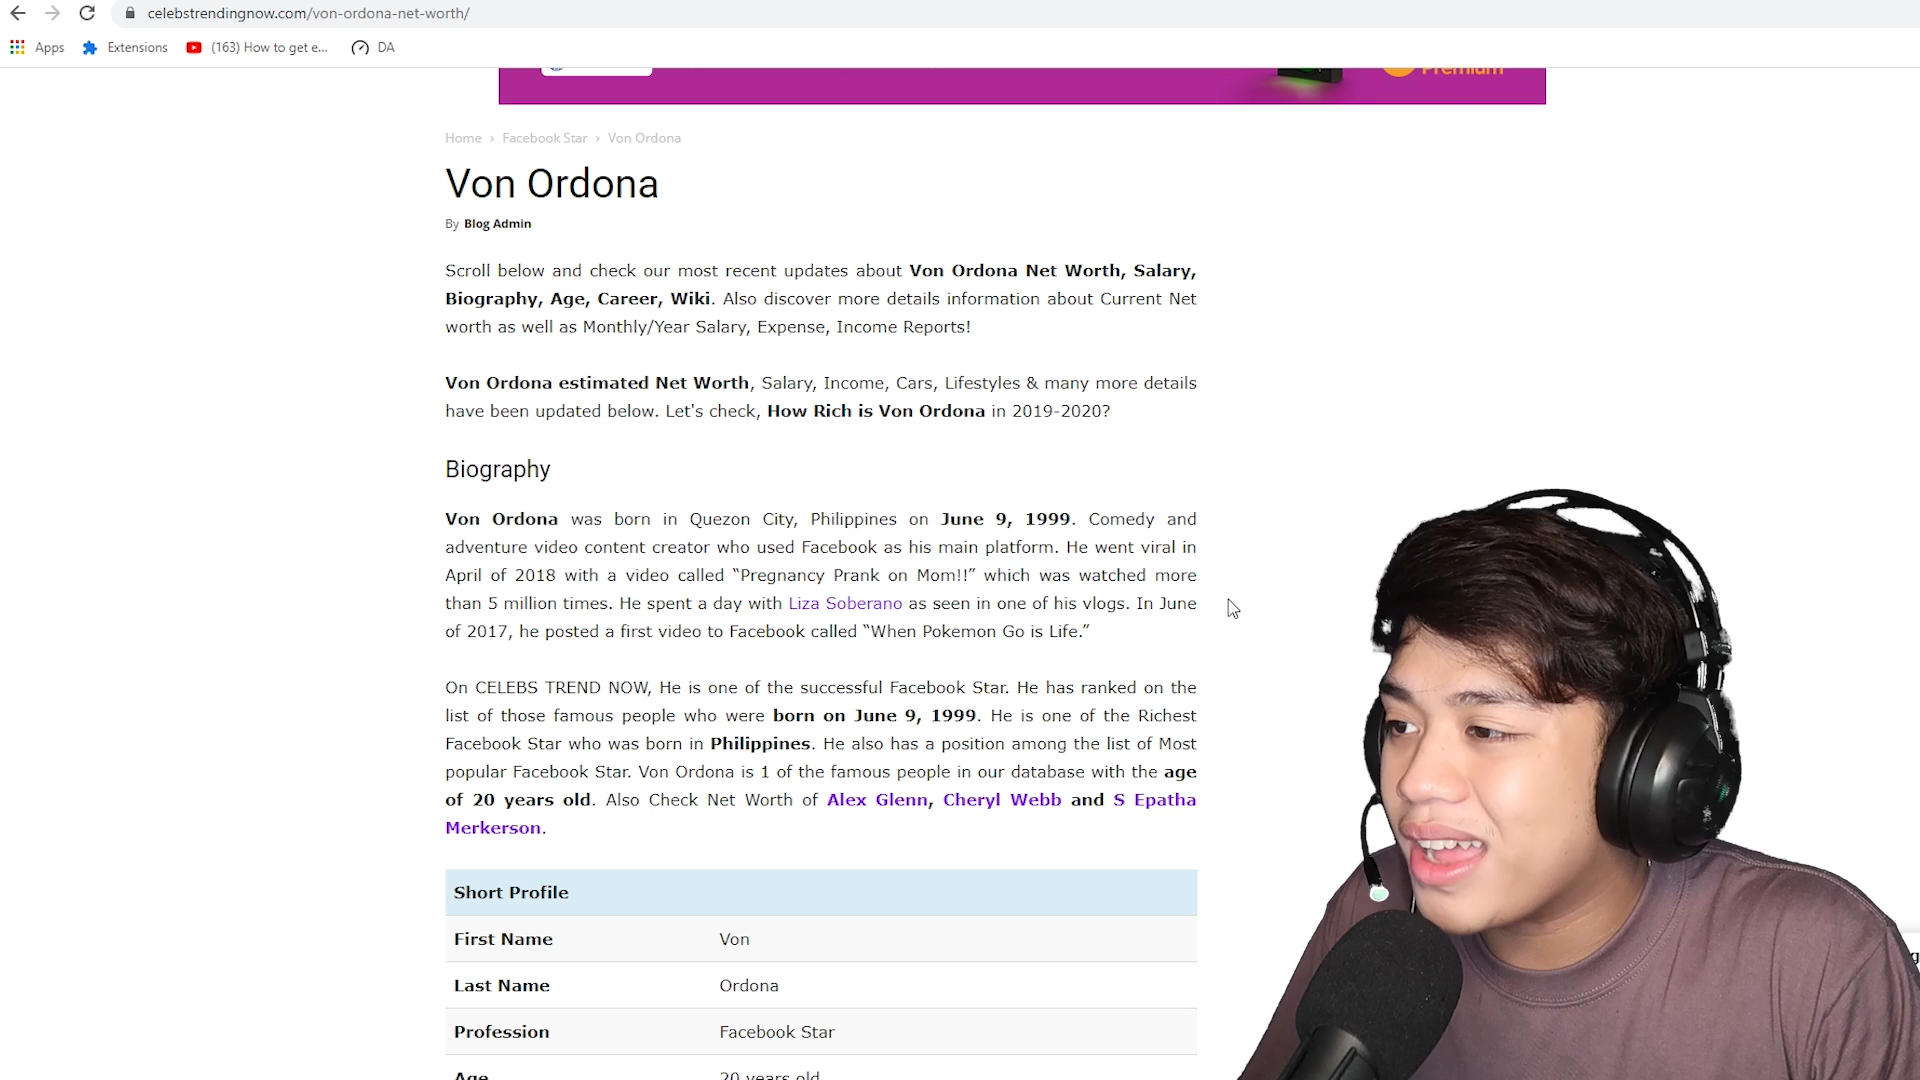 celebstrendingnow.com/von-ordona-net-worth/
Apps Extensions (163) How to get e... DA
Premium
Home › Facebook Star › Von Ordona
Von Ordona
By Blog Admin
Scroll below and check our most recent updates about Von Ordona Net Worth, Salary,
Biography, Age, Career, Wiki. Also discover more details information about Current Net
worth as well as Monthly/Year Salary, Expense, Income Reports!
Von Ordona estimated Net Worth, Salary, Income, Cars, Lifestyles & many more details
have been updated below. Let's check, How Rich is Von Ordona in 2019-2020?
Biography
Von Ordona was born in Quezon City, Philippines on June 9, 1999. Comedy and
adventure video content creator who used Facebook as his main platform. He went viral in
April of 2018 with a video called “Pregnancy Prank on Mom!!” which was watched more
than 5 million times. He spent a day with Liza Soberano as seen in one of his vlogs. In June
of 2017, he posted a first video to Facebook called “When Pokemon Go is Life.”
On CELEBS TREND NOW, He is one of the successful Facebook Star. He has ranked on the
list of those famous people who were born on June 9, 1999. He is one of the Richest
Facebook Star who was born in Philippines. He also has a position among the list of Most
popular Facebook Star. Von Ordona is 1 of the famous people in our database with the age
of 20 years old. Also Check Net Worth of Alex Glenn, Cheryl Webb and S Epatha
Merkerson.
Short Profile
First Name Von
Last Name Ordona
Profession Facebook Star
Age 20 years old